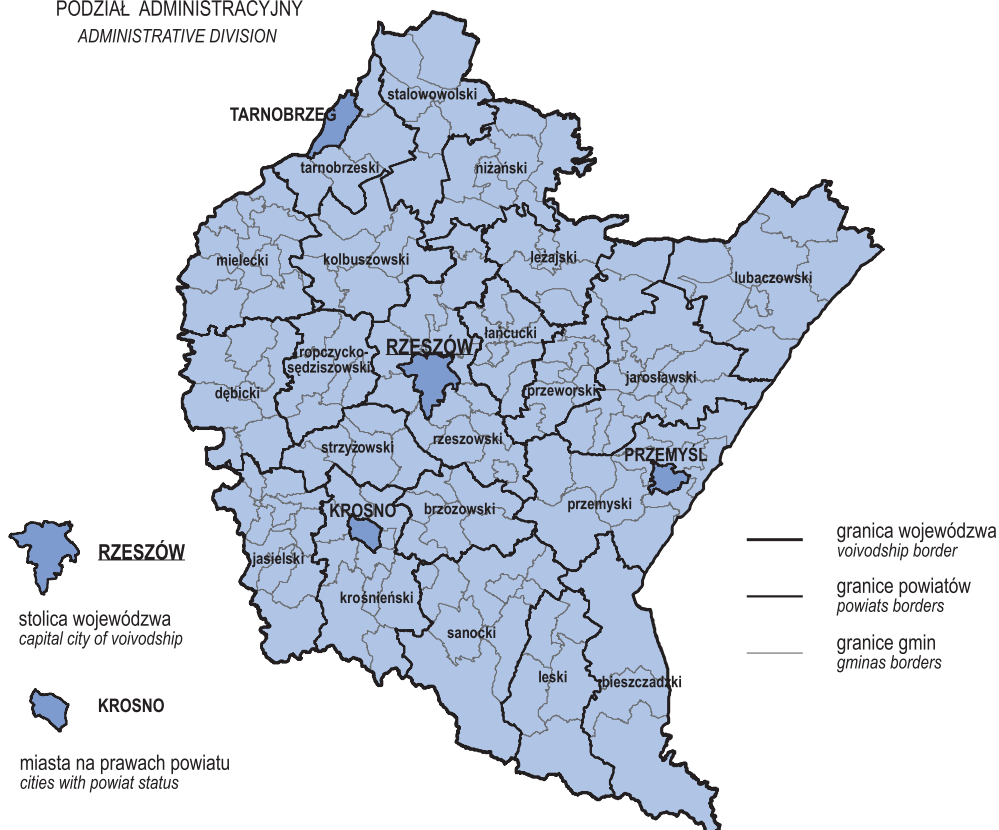 PODZIAŁ ADMINISTRACYJNY
ADMINISTRATIVE DIVISION
stalowowolski
TARNOBRZEG
tarnobrzeski
niżański
mielecki
kolbuszowski
leżajski
lubaczowski
łańcucki
RZESZÓW
ropczycko-
sędziszowski
dębicki
przeworski
jarosławski
strzyżowski
rzeszowski
PRZEMYŚL
KROSNO
brzozowski
przemyski
jasielski
krośnieński
sanocki
leski
bieszczadzki
RZESZÓW
stolica wojewódzwa
capital city of voivodship
KROSNO
miasta na prawach powiatu
cities with powiat status
granica wojewódzwa
voivodship border
granice powiatów
powiats borders
granice gmin
gminas borders